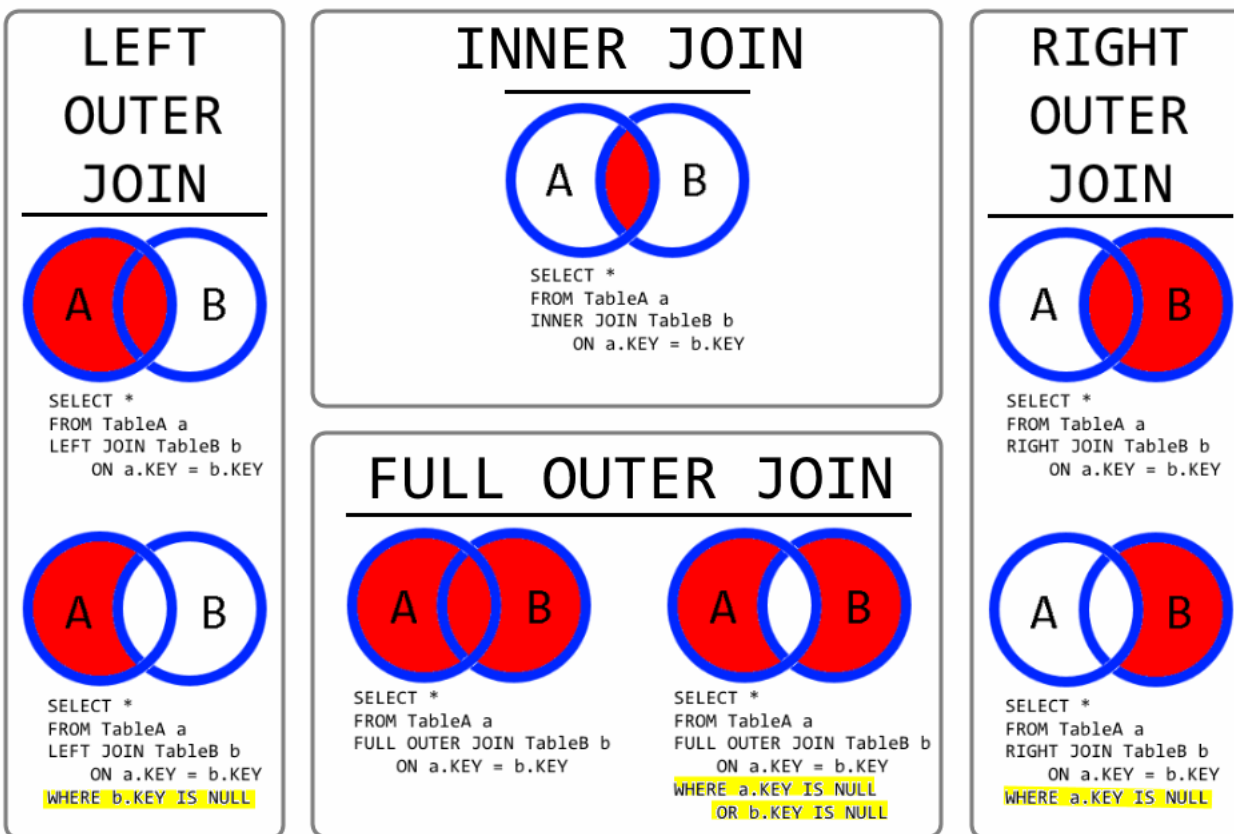 LEFT
OUTER
JOIN
A B
SELECT *
FROM TableA a
LEFT JOIN TableB b
ON a.KEY = b.KEY
A B
SELECT *
FROM TableA a
LEFT JOIN TableB b
ON a.KEY = b.KEY
WHERE b.KEY IS NULL
INNER JOIN
A B
SELECT *
FROM TableA a
INNER JOIN TableB b
ON a.KEY = b.KEY
FULL OUTER JOIN
A B
SELECT *
FROM TableA a
FULL OUTER JOIN TableB b
ON a.KEY = b.KEY
A B
SELECT *
FROM TableA a
FULL OUTER JOIN TableB b
ON a.KEY = b.KEY
WHERE a.KEY IS NULL
OR b.KEY IS NULL
RIGHT
OUTER
JOIN
A B
SELECT *
FROM TableA a
RIGHT JOIN TableB b
ON a.KEY = b.KEY
A B
SELECT *
FROM TableA a
RIGHT JOIN TableB b
ON a.KEY = b.KEY
WHERE a.KEY IS NULL